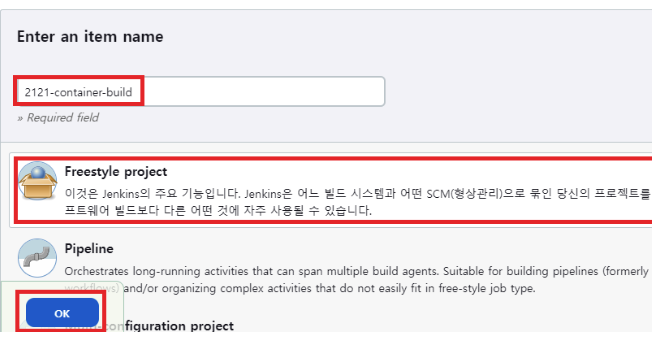 Enter an item name
2121-container-build
» Required field
Freestyle project
이것은 Jenkins의 주요 기능입니다. Jenkins은 어느 빌드 시스템과 어떤 SCM(형상관리)으로 묶인 당신의 프로젝트를
프트웨어 빌드보다 다른 어떤 것에 자주 사용될 수 있습니다.
Pipeline
Orchestrates long-running activities that can span multiple build agents. Suitable for building pipelines (formerly
workflows) and/or organizing complex activities that do not easily fit in free-style job type.
OK
configuration project